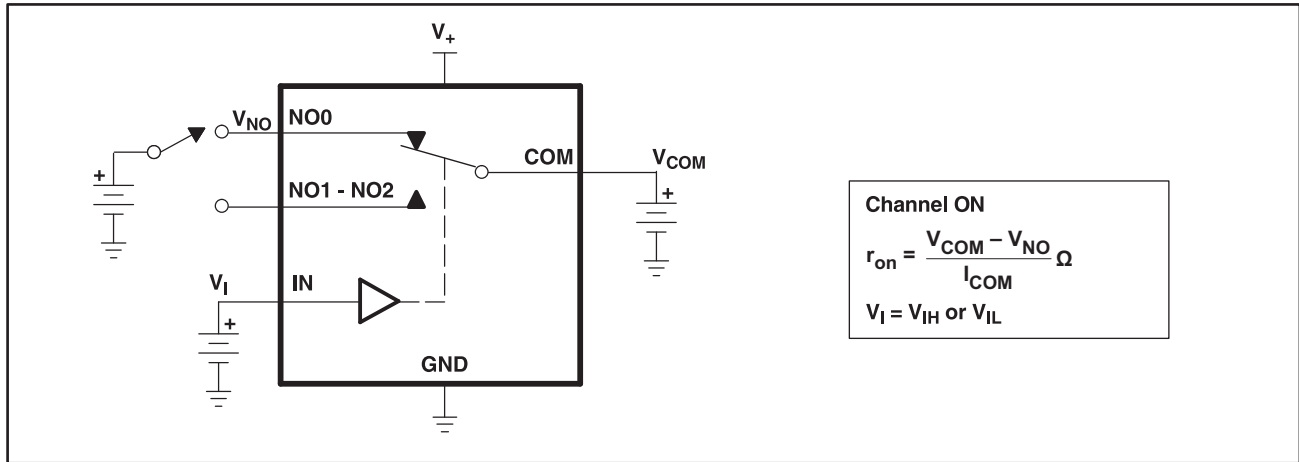 V+
VNO NO0
COM VCOM
+
NO1 - NO2
+
VI IN
+
GND
Channel ON
ron = VCOM – VNO / ICOM Ω
VI = VIH or VIL